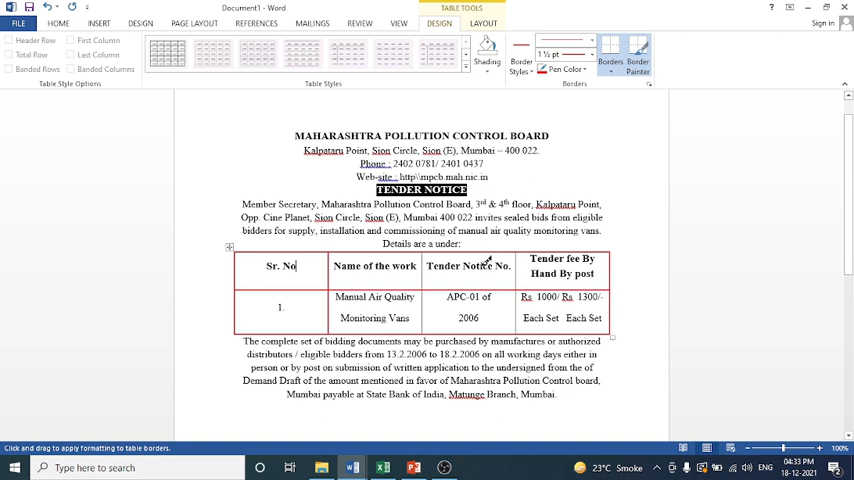 Document1 - Word
TABLE TOOLS
Sign in
FILE HOME INSERT DESIGN PAGE LAYOUT REFERENCES MAILINGS REVIEW VIEW DESIGN LAYOUT
Header Row First Column
Total Row Last Column
Banded Rows Banded Columns
Table Style Options
Table Styles
Shading
Border Styles
1 ½ pt
Pen Color
Borders
Border Painter
Borders
MAHARASHTRA POLLUTION CONTROL BOARD
Kalpataru Point, Sion Circle, Sion (E), Mumbai – 400 022.
Phone : 2402 0781/ 2401 0437
Web-site : http\\mpcb.mah.nic.in
TENDER NOTICE
Member Secretary, Maharashtra Pollution Control Board, 3rd & 4th floor, Kalpataru Point,
Opp. Cine Planet, Sion Circle, Sion (E), Mumbai 400 022 invites sealed bids from eligible
bidders for supply, installation and commissioning of manual air quality monitoring vans.
Details are a under:
Sr. No
Name of the work
Tender Notice No.
Tender fee By
Hand By post
1.
Manual Air Quality
Monitoring Vans
APC-01 of
2006
Rs 1000/ Rs 1300/-
Each Set Each Set
The complete set of bidding documents may be purchased by manufactures or authorized
distributors / eligible bidders from 13.2.2006 to 18.2.2006 on all working days either in
person or by post on submission of written application to the undersigned from the of
Demand Draft of the amount mentioned in favor of Maharashtra Pollution Control board,
Mumbai payable at State Bank of India, Matunge Branch, Mumbai.
Click and drag to apply formatting to table borders.
100%
Type here to search
23°C Smoke
ENG
04:33 PM
18-12-2021
2